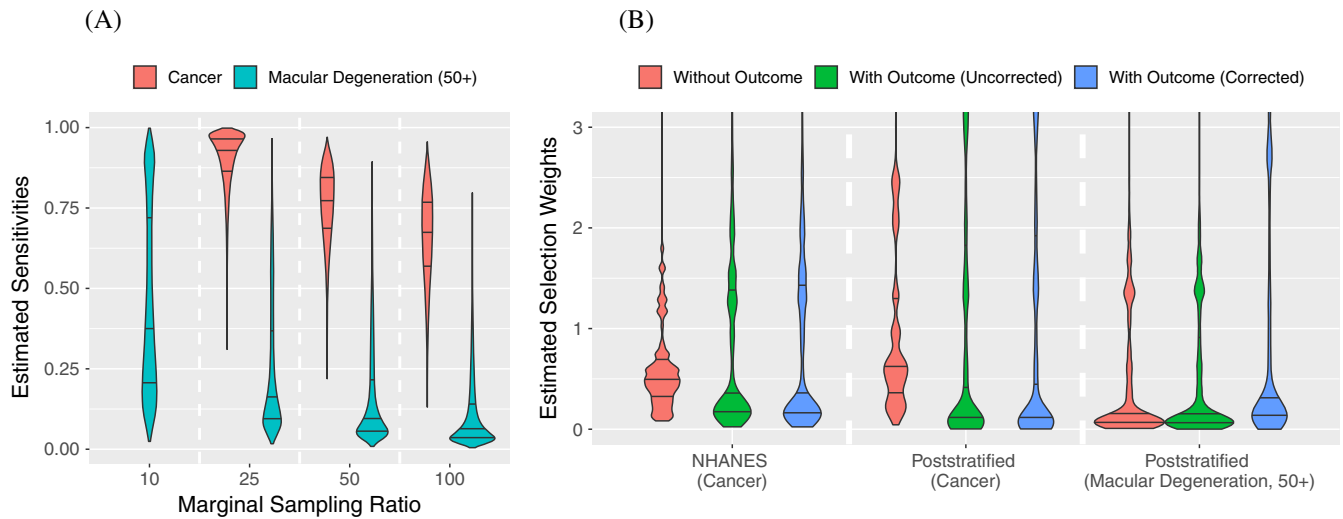 (A)
Cancer
Macular Degeneration (50+)
Estimated Sensitivities
1.00
0.75
0.50
0.25
0.00
10
25
50
100
Marginal Sampling Ratio
(B)
Without Outcome
With Outcome (Uncorrected)
With Outcome (Corrected)
Estimated Selection Weights
3
2
1
0
NHANES
(Cancer)
Poststratified
(Cancer)
Poststratified
(Macular Degeneration, 50+)